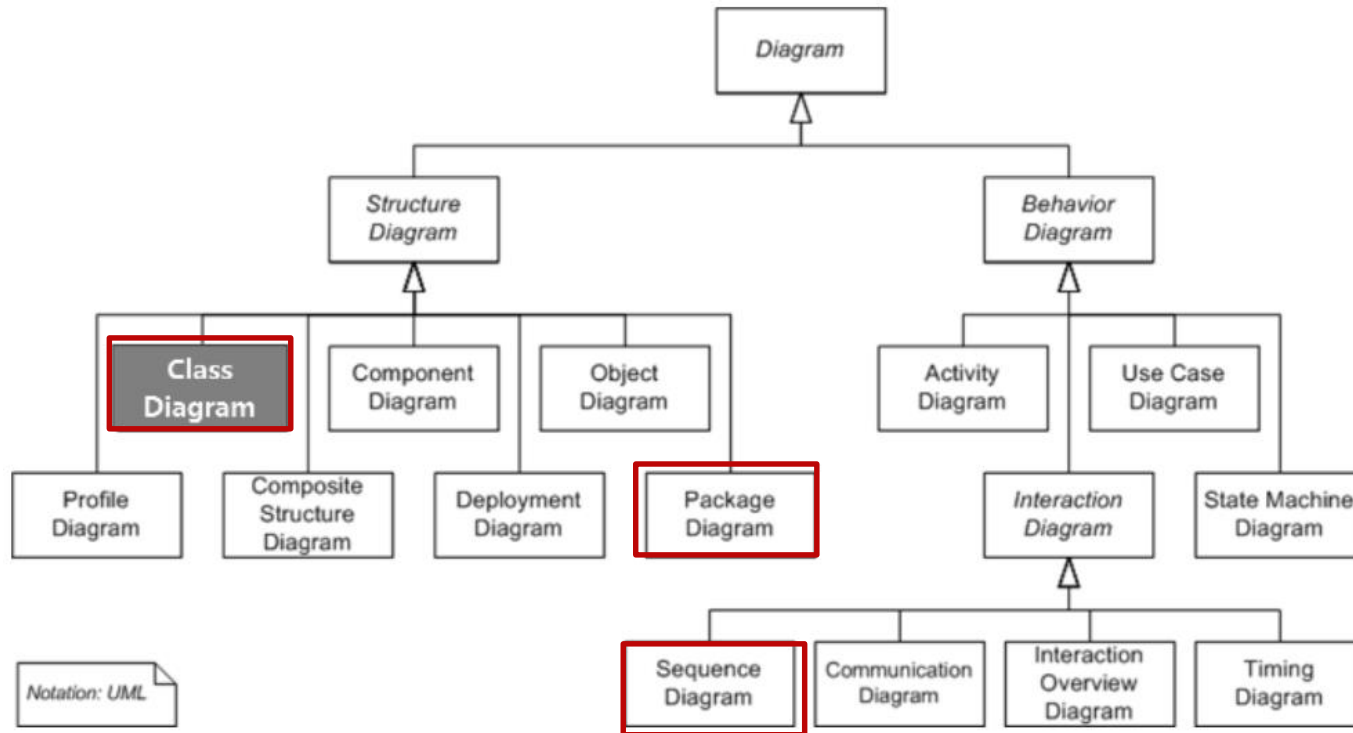 Diagram
Structure
Diagram
Behavior
Diagram
Class
Diagram
Component
Diagram
Object
Diagram
Activity
Diagram
Use Case
Diagram
Profile
Diagram
Composite
Structure
Diagram
Deployment
Diagram
Package
Diagram
Interaction
Diagram
State Machine
Diagram
Sequence
Diagram
Communication
Diagram
Interaction
Overview
Diagram
Timing
Diagram
Notation: UML